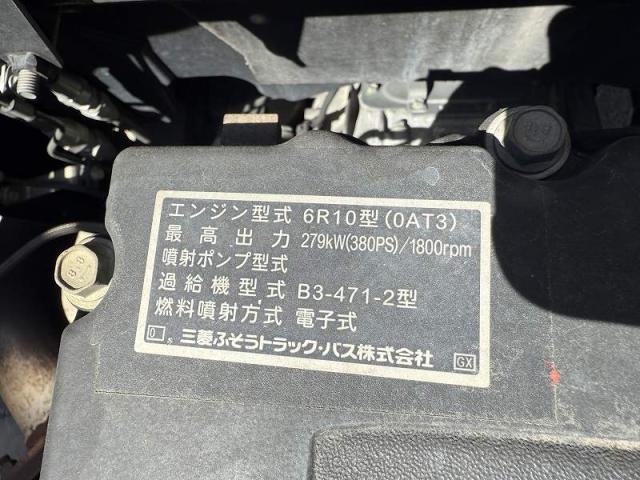 エンジン型式 6R10型(0AT3)
最高出力 279kW(380PS)/1800rpm
噴射ポンプ型式
過給機型式 B3-471-2型
燃料噴射方式 電子式
0 s 三菱ふそうトラック・バス株式会社 GX